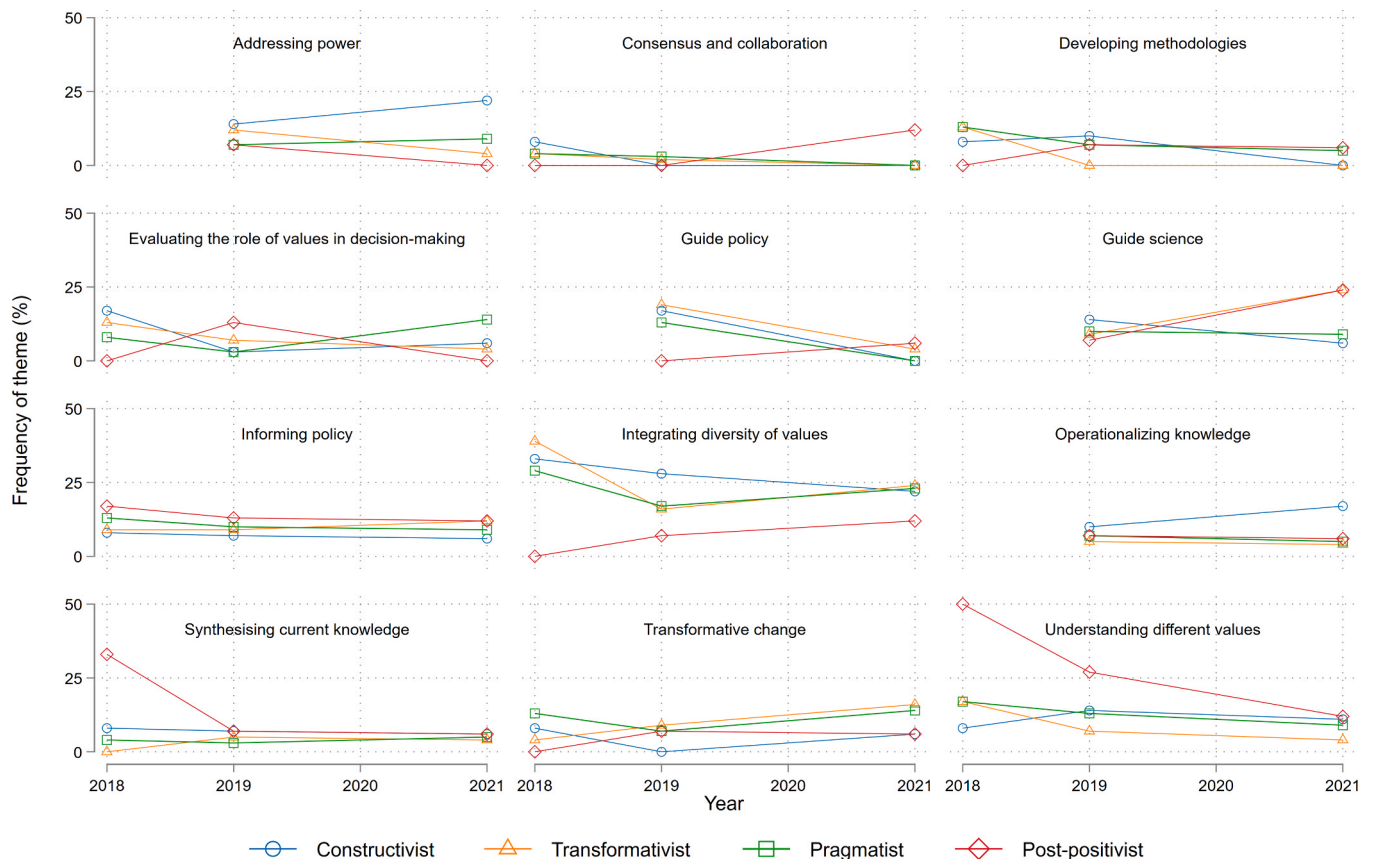 50
25
0
Addressing power
Consensus and collaboration
Developing methodologies
50
25
0
Evaluating the role of values in decision-making
Guide policy
Guide science
50
25
0
Informing policy
Integrating diversity of values
Operationalizing knowledge
50
25
0
Synthesising current knowledge
Transformative change
Understanding different values
Frequency of theme (%)
2018 2019 2020 2021
2018 2019 2020 2021
2018 2019 2020 2021
Year
Constructivist Transformativist Pragmatist Post-positivist